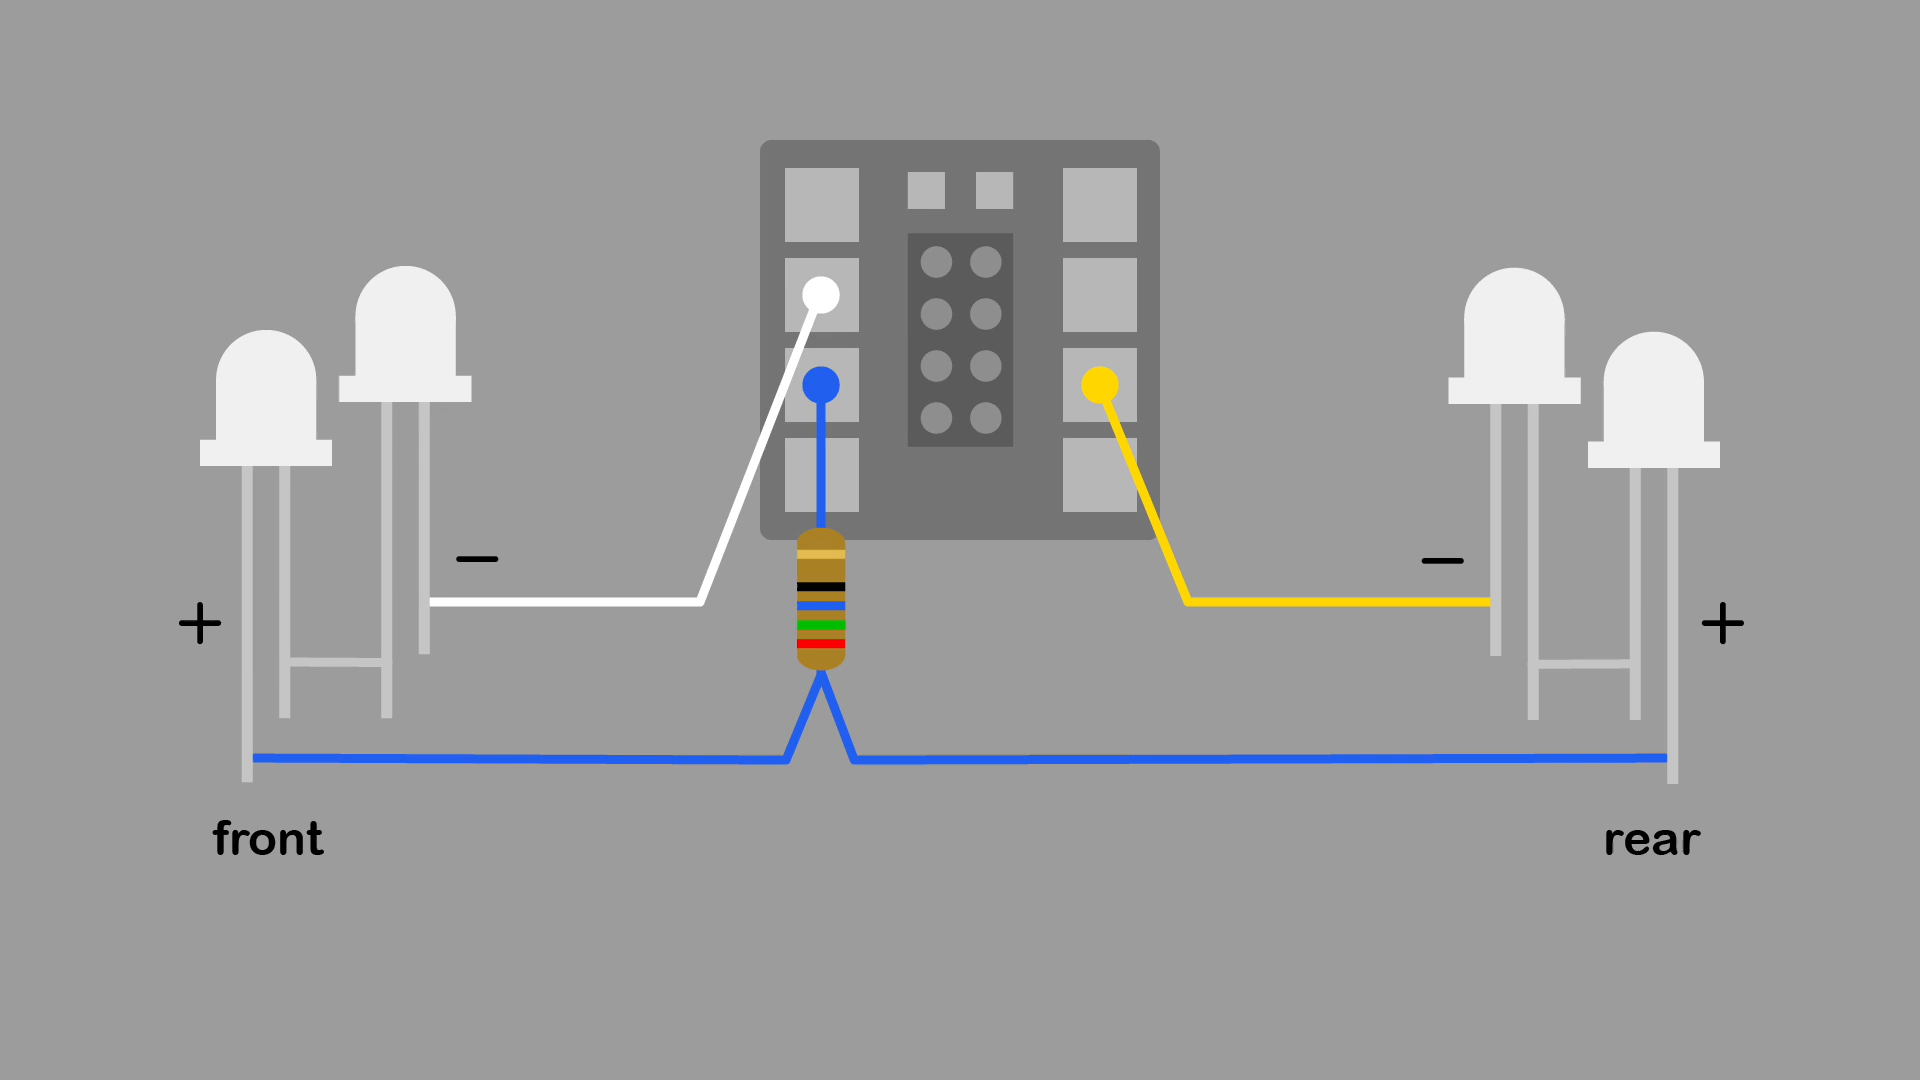 −
−
+
+
front
rear